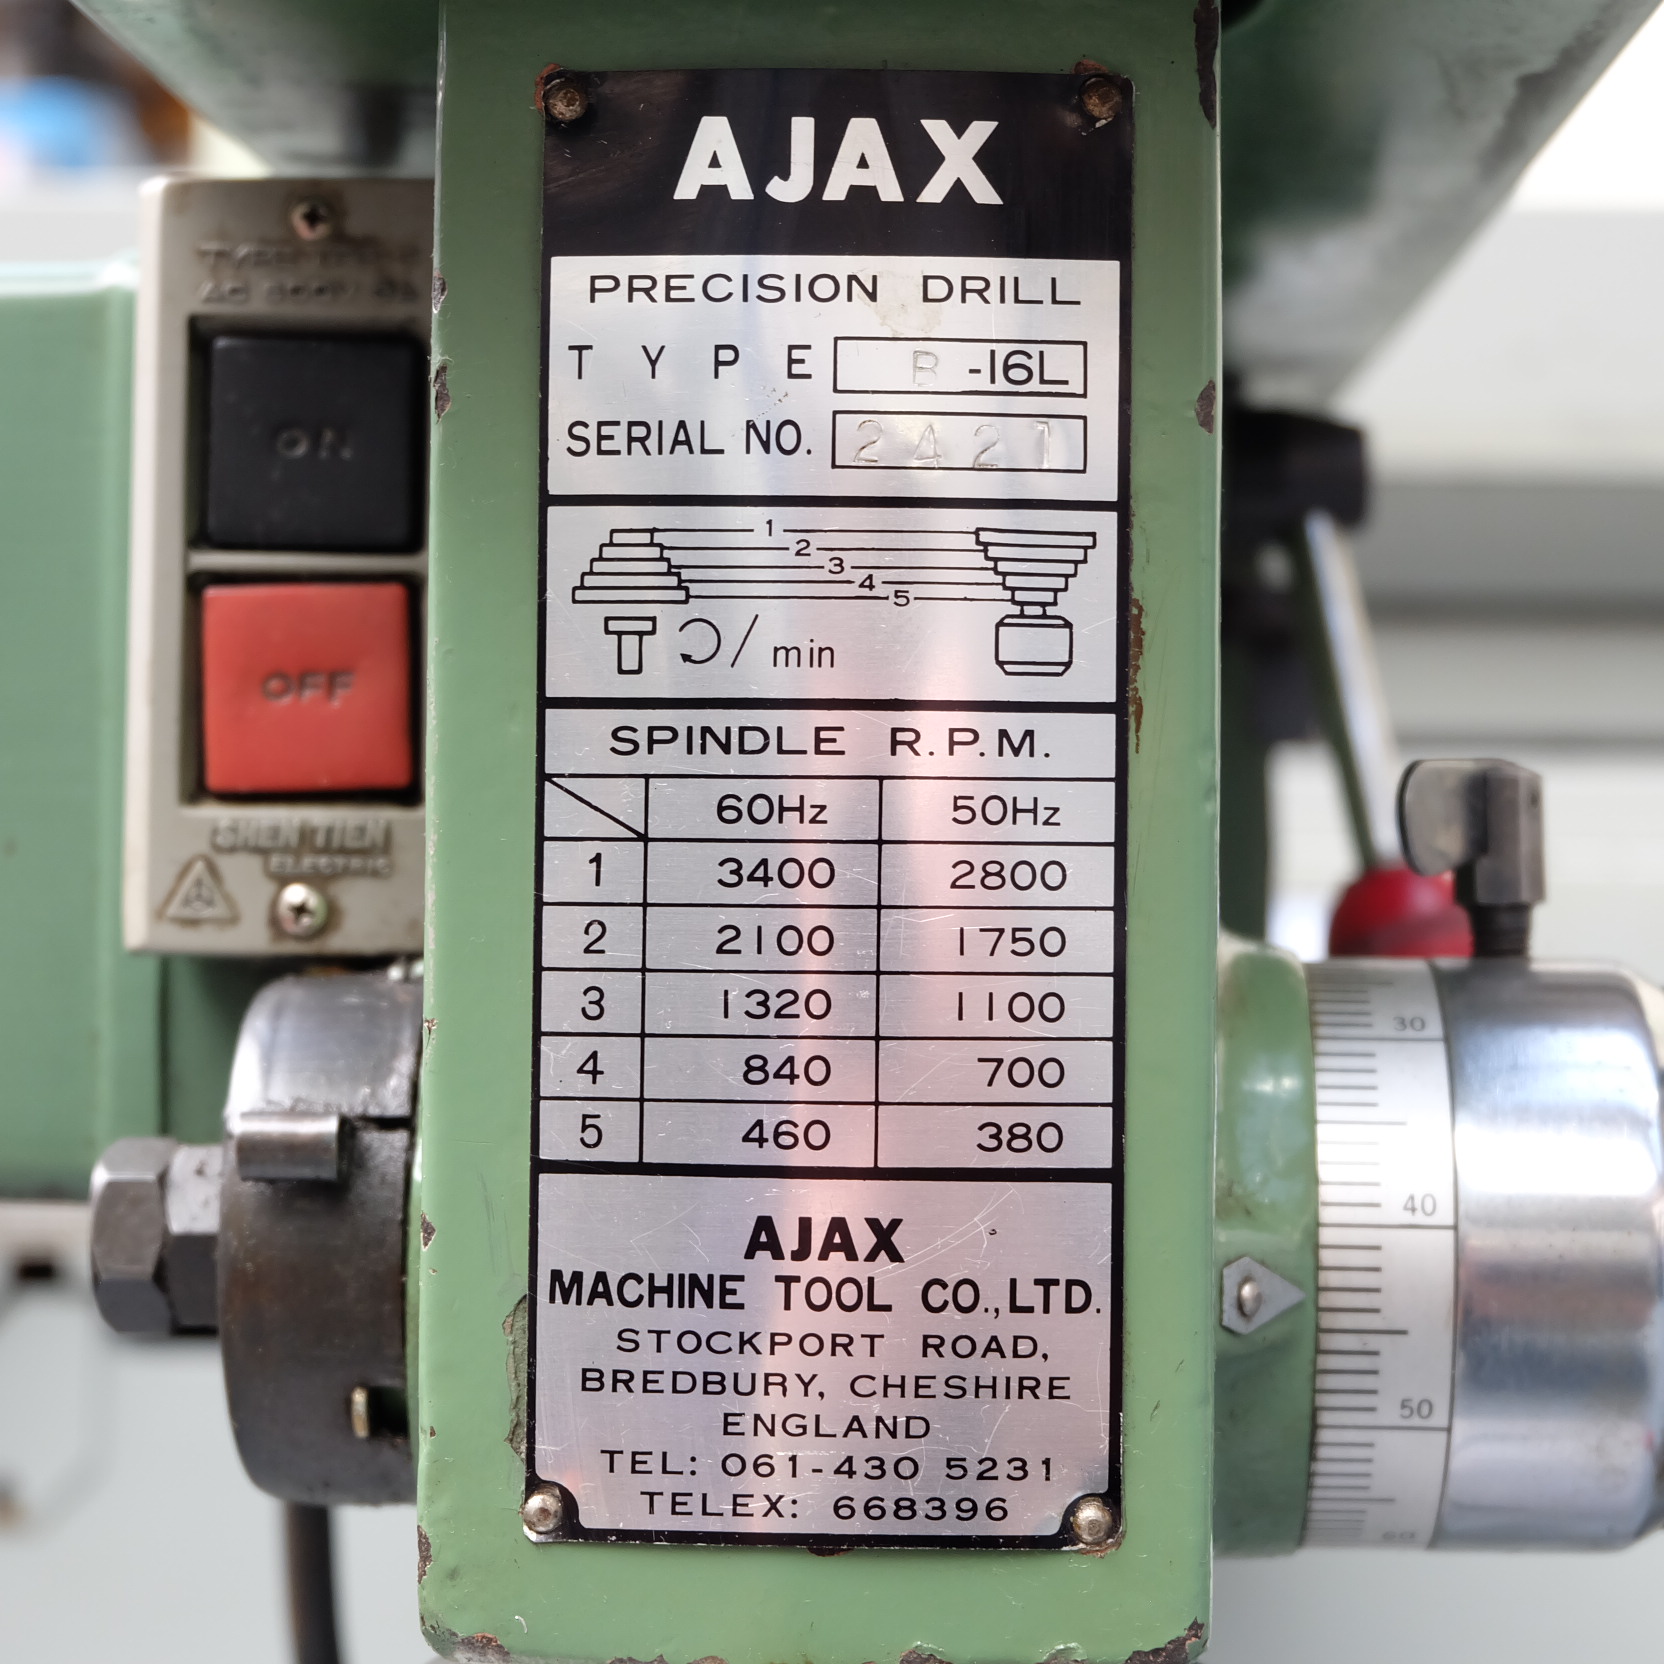 AJAX
PRECISION DRILL
TYPE B-16L
SERIAL NO. 2421
1
2
3
4
5
/ min
SPINDLE R.P.M.
60Hz 50Hz
1 3400 2800
2 2100 1750
3 1320 1100
4 840 700
5 460 380
AJAX
MACHINE TOOL CO., LTD.
STOCKPORT ROAD,
BREDBURY, CHESHIRE
ENGLAND
TEL: 061-430 5231
TELEX: 668396
ON
OFF
SHEN TIEN
ELECTRIC
30
40
50
60